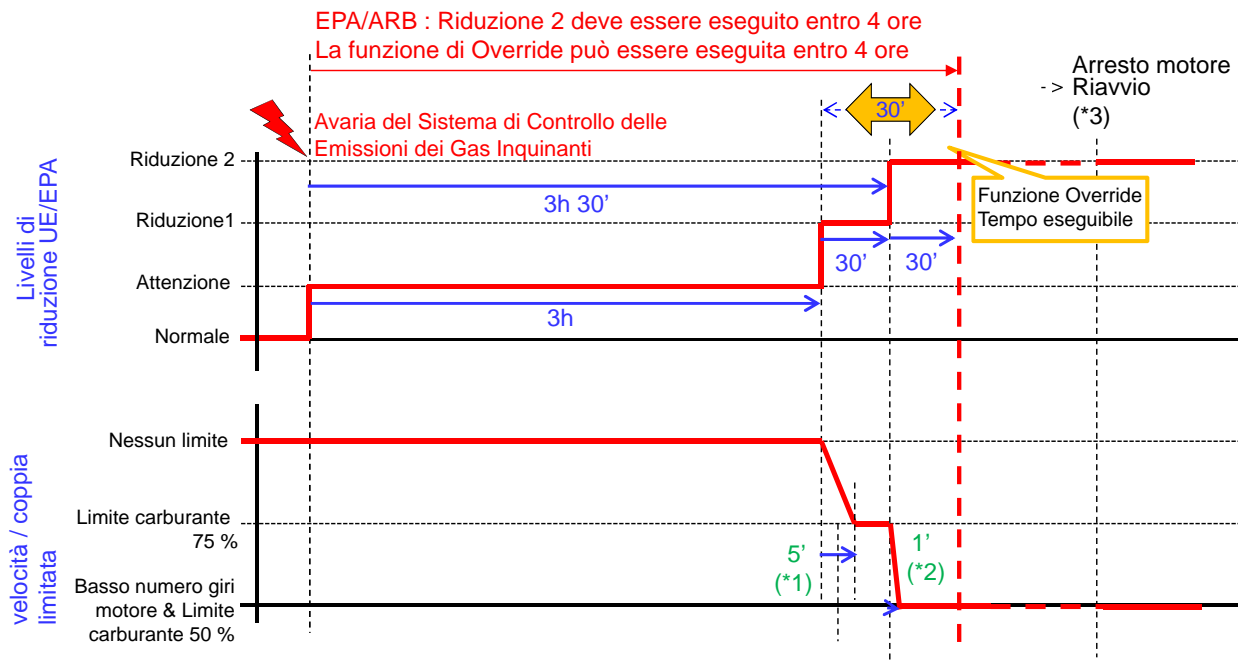 EPA/ARB : Riduzione 2 deve essere eseguito entro 4 ore
La funzione di Override può essere eseguita entro 4 ore
Arresto motore
-> Riavvio
(*3)
30’
Avaria del Sistema di Controllo delle
Emissioni dei Gas Inquinanti
Livelli di
riduzione UE/EPA
Riduzione 2
3h 30’
Funzione Override
Tempo eseguibile
Riduzione1
30’
30’
Attenzione
3h
Normale
velocità / coppia
limitata
Nessun limite
Limite carburante
75 %
5’
(*1)
1’
(*2)
Basso numero giri
motore & Limite
carburante 50 %